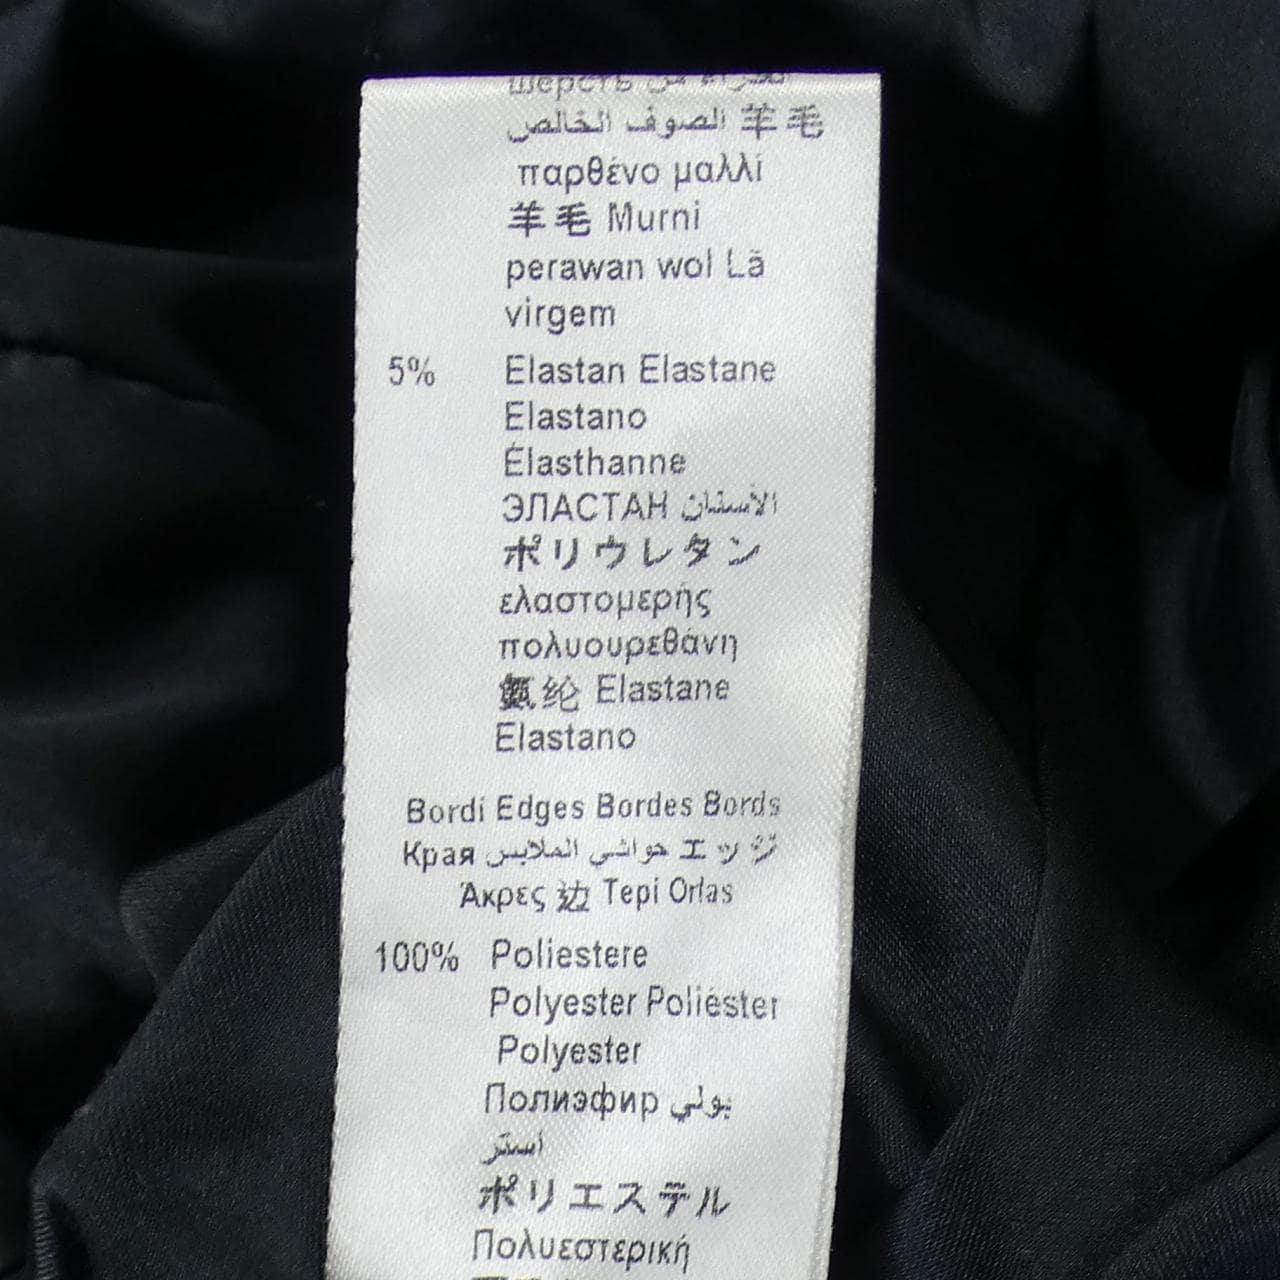 шерсть
الصوف الخالص 羊毛
παρθένο μαλλί
羊毛 Murni
perawan wol Lã
virgem
5% Elastan Elastane
Elastano
Élasthanne
ЭЛАСТАН الأستان
ポリウレタン
ελαστομερής
πολυουρεθάνη
氨纶 Elastane
Elastano
Bordi Edges Bordes Bords
Края حواشي الملابس エッジ
Άκρες 边 Tepi Orlas
100% Poliestere
Polyester Poliéster
Polyester
Полиэфир بولي
أستر
ポリエステル
Πολυεστερική